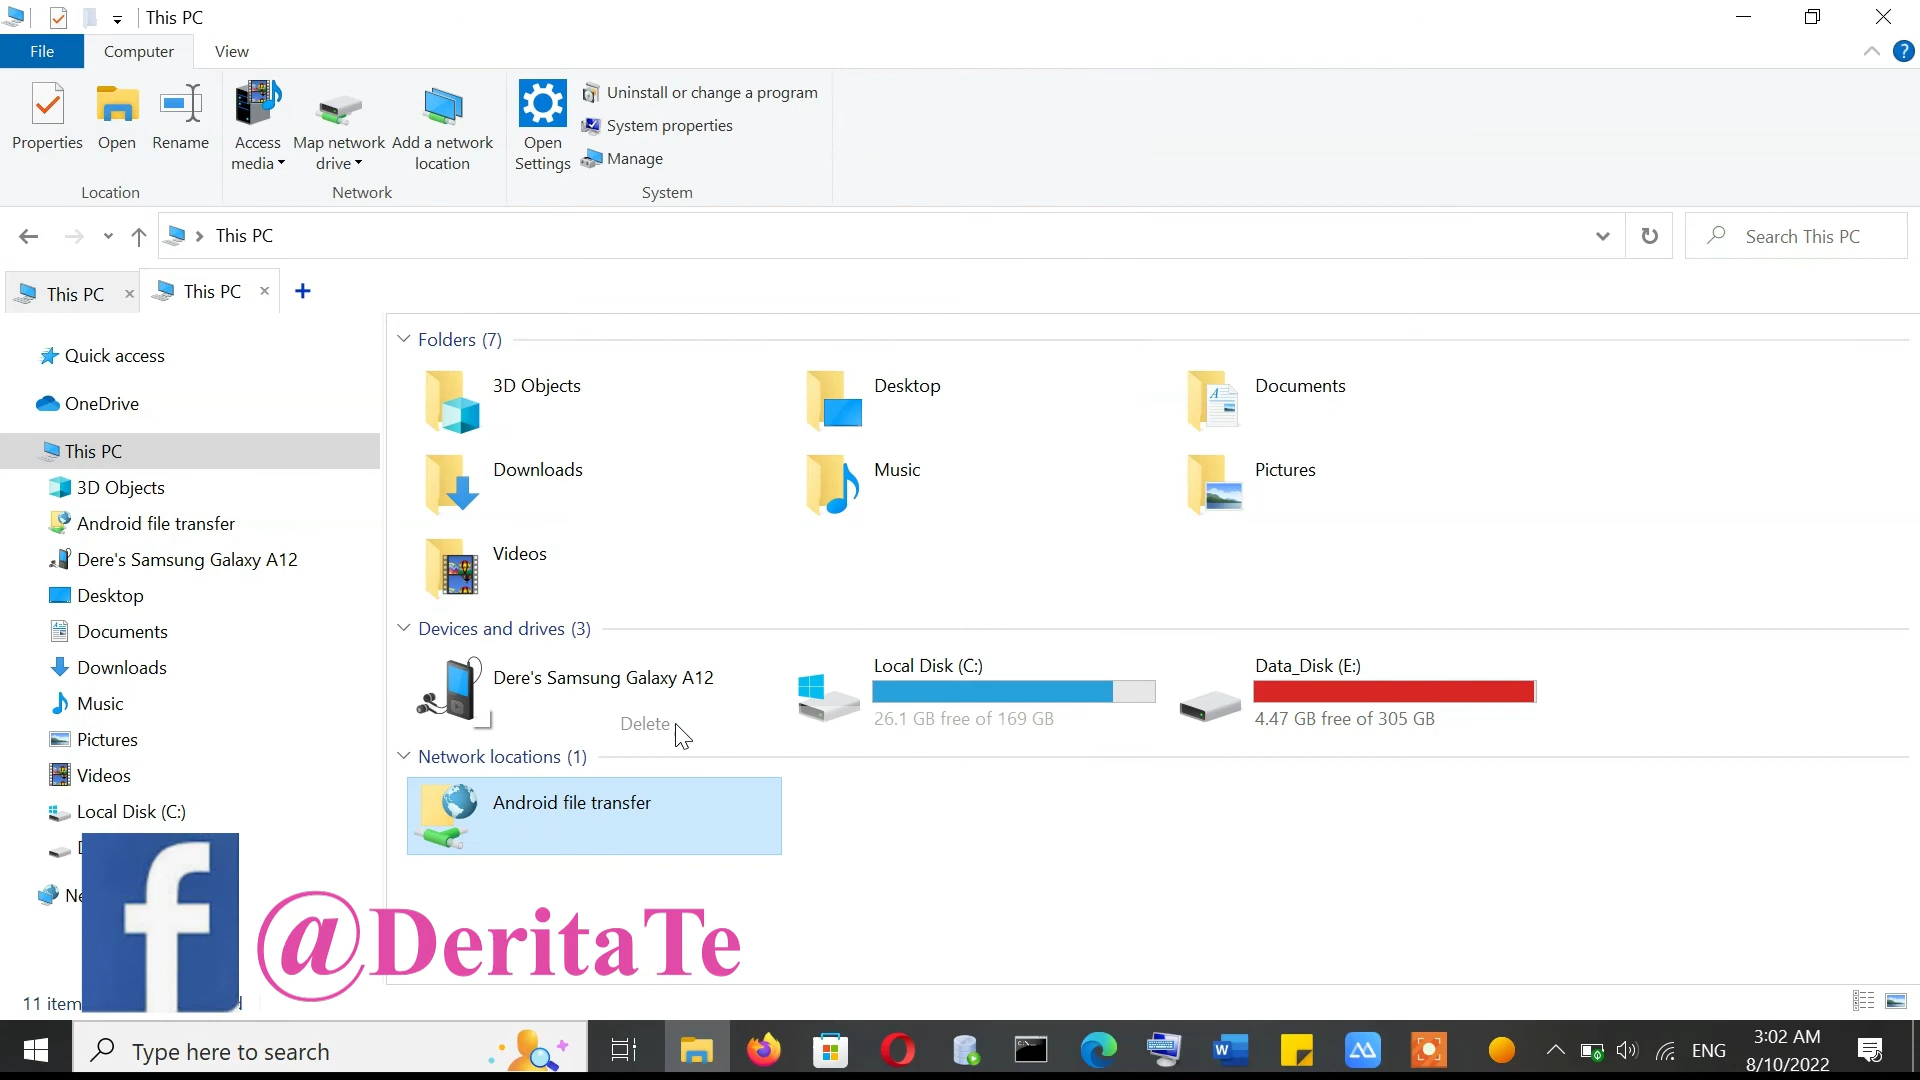 This PC
File
Computer
View
Properties
Open
Rename
Access media
Map network drive
Add a network location
Open Settings
Uninstall or change a program
System properties
Manage
Location
Network
System
This PC
Search This PC
This PC
This PC
Quick access
OneDrive
This PC
3D Objects
Android file transfer
Dere's Samsung Galaxy A12
Desktop
Documents
Downloads
Music
Pictures
Videos
Local Disk (C:)
Folders (7)
3D Objects
Desktop
Documents
Downloads
Music
Pictures
Videos
Devices and drives (3)
Dere's Samsung Galaxy A12
Delete
Local Disk (C:)
26.1 GB free of 169 GB
Data_Disk (E:)
4.47 GB free of 305 GB
Network locations (1)
Android file transfer
@DeritaTe
11 item
Type here to search
ENG
3:02 AM
8/10/2022